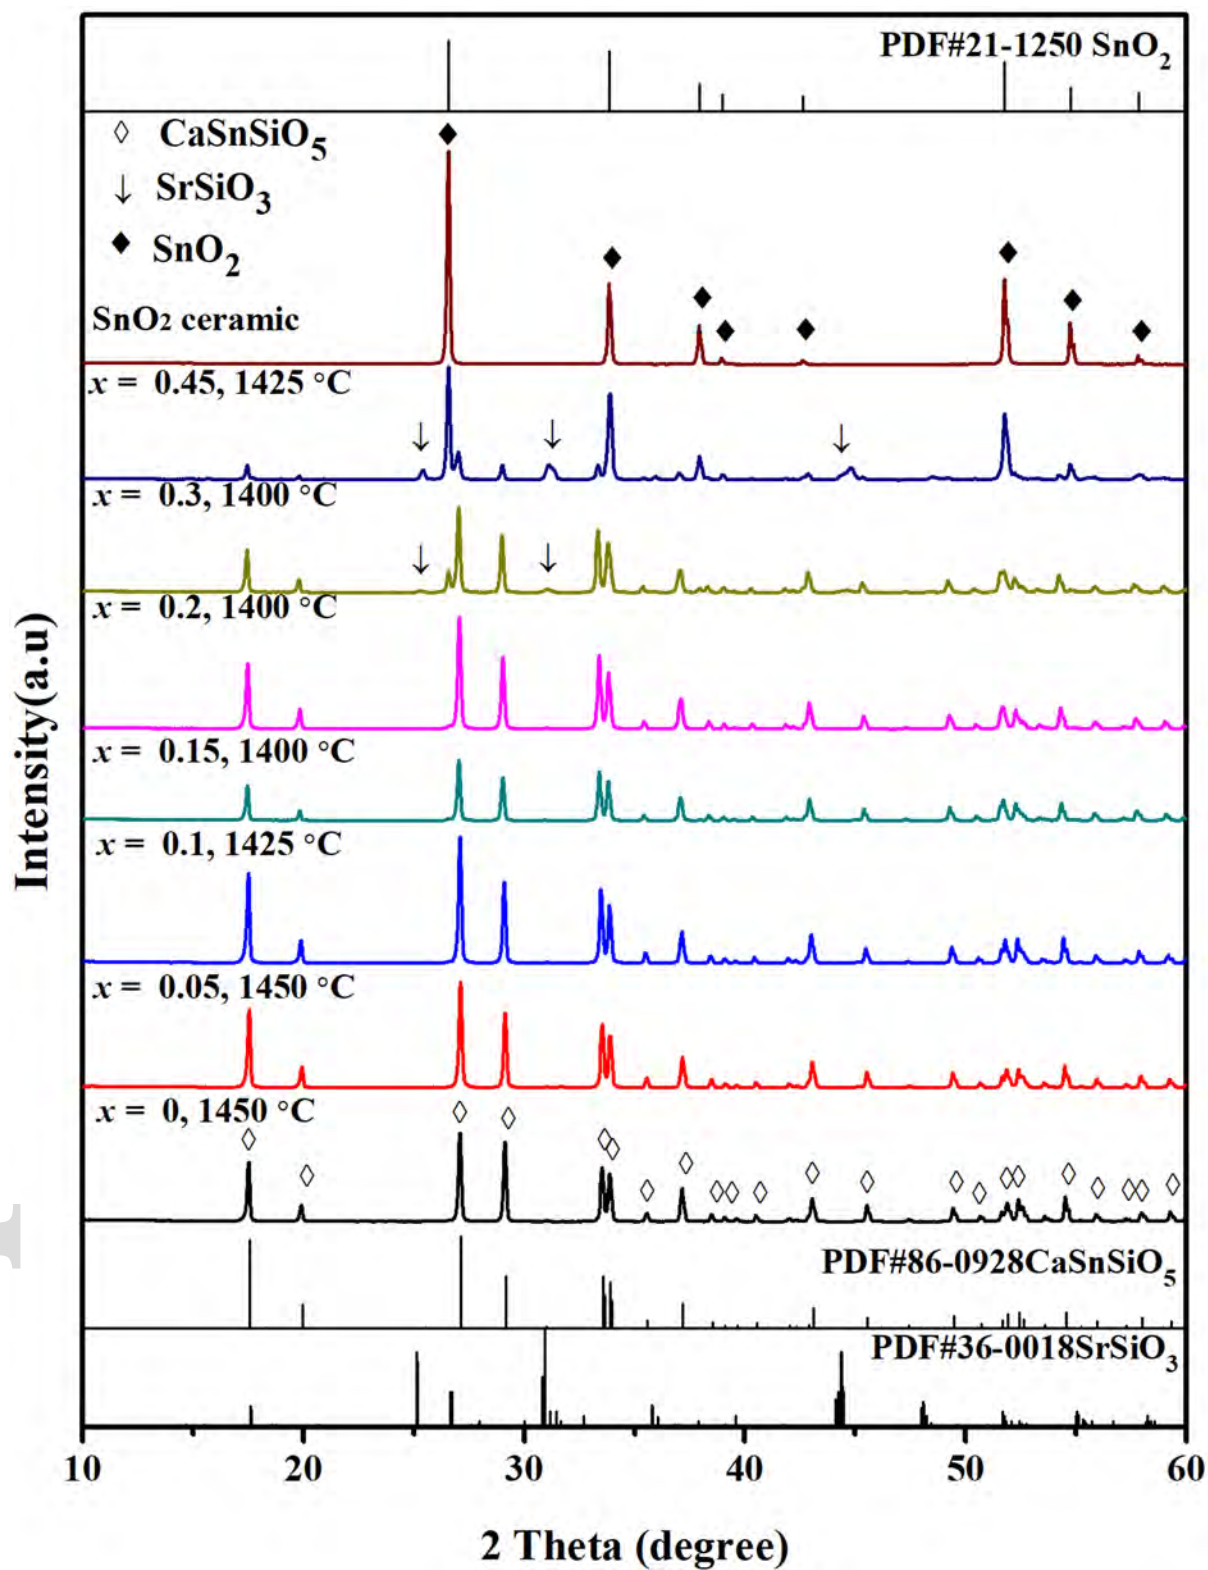 PDF#21-1250 SnO2
◇ CaSnSiO5
↓ SrSiO3
◆ SnO2
SnO2 ceramic
x = 0.45, 1425 °C
x = 0.3, 1400 °C
x = 0.2, 1400 °C
x = 0.15, 1400 °C
x = 0.1, 1425 °C
x = 0.05, 1450 °C
x = 0, 1450 °C
PDF#86-0928CaSnSiO5
PDF#36-0018SrSiO3
Intensity(a.u)
10 20 30 40 50 60
2 Theta (degree)